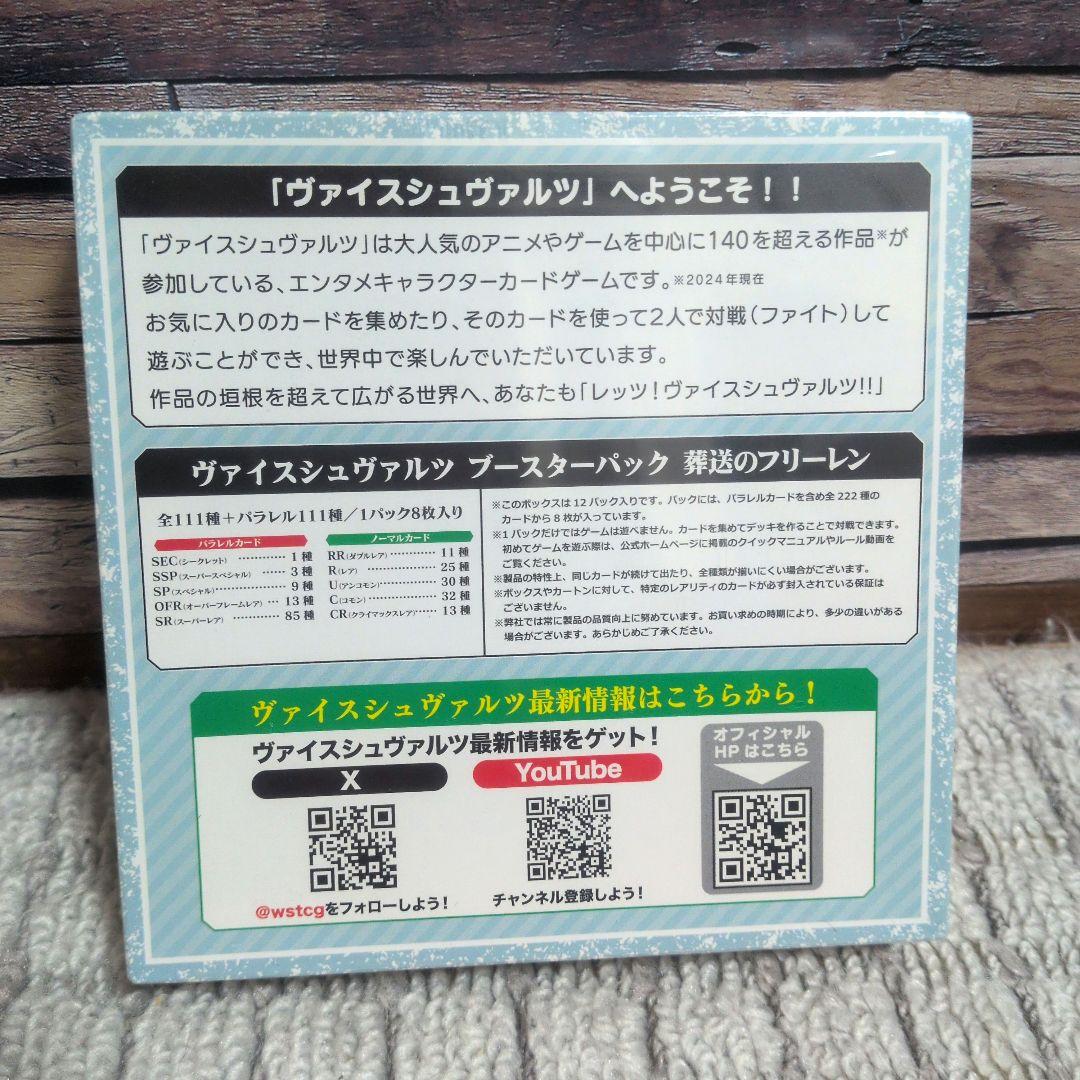 「ヴァイスシュヴァルツ」へようこそ！！
「ヴァイスシュヴァルツ」は大人気のアニメやゲームを中心に140を超える作品※が
参加している、エンタメキャラクターカードゲームです。※2024年現在
お気に入りのカードを集めたり、そのカードを使って2人で対戦（ファイト）して
遊ぶことができ、世界中で楽しんでいただいています。
作品の垣根を超えて広がる世界へ、あなたも「レッツ！ヴァイスシュヴァルツ!!」
ヴァイスシュヴァルツ ブースターパック 葬送のフリーレン
全111種＋パラレル111種／1パック8枚入り
パラレルカード
SEC（シークレット）………………1種
SSP（スーパースペシャル）……3種
SP（スペシャル）………………9種
OFR（オーバーフレームレア）…13種
SR（スーパーレア）……………85種
ノーマルカード
RR（ダブルレア）………………11種
R（レア）………………………25種
U（アンコモン）………………30種
C（コモン）……………………32種
CR（クライマックスレア）……13種
※このボックスは12パック入りです。パックには、パラレルカードを含め全222種の
カードから8枚が入っています。
※1パックだけではゲームは遊べません。カードを集めてデッキを作ることで対戦できます。
初めてゲームを遊ぶ際は、公式ホームページに掲載のクイックマニュアルやルール動画を
ご覧ください。
※製品の特性上、同じカードが続けて出たり、全種類が揃いにくい場合がございます。
※ボックスやカートンに対して、特定のレアリティのカードが必ず封入されている保証は
ございません。
※弊社では常に製品の品質向上に努めています。お買い求めの時期により、多少の違いがある
場合がございます。あらかじめご了承ください。
ヴァイスシュヴァルツ最新情報はこちらから！
ヴァイスシュヴァルツ最新情報をゲット！
X
@wstcgをフォローしよう！
YouTube
チャンネル登録しよう！
オフィシャル
HPはこちら